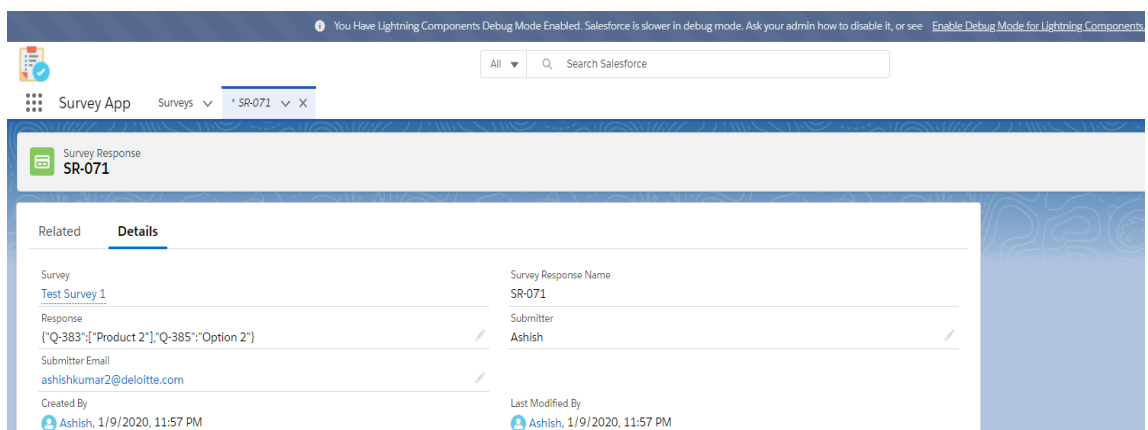 You Have Lightning Components Debug Mode Enabled. Salesforce is slower in debug mode. Ask your admin how to disable it, or see Enable Debug Mode for Lightning Components.
All Search Salesforce
Survey App Surveys * SR-071
Survey Response
SR-071
Related Details
Survey Survey Response Name
Test Survey 1 SR-071
Response Submitter
{"Q-383":["Product 2"],"Q-385":"Option 2"} Ashish
Submitter Email
ashishkumar2@deloitte.com
Created By Last Modified By
Ashish, 1/9/2020, 11:57 PM Ashish, 1/9/2020, 11:57 PM